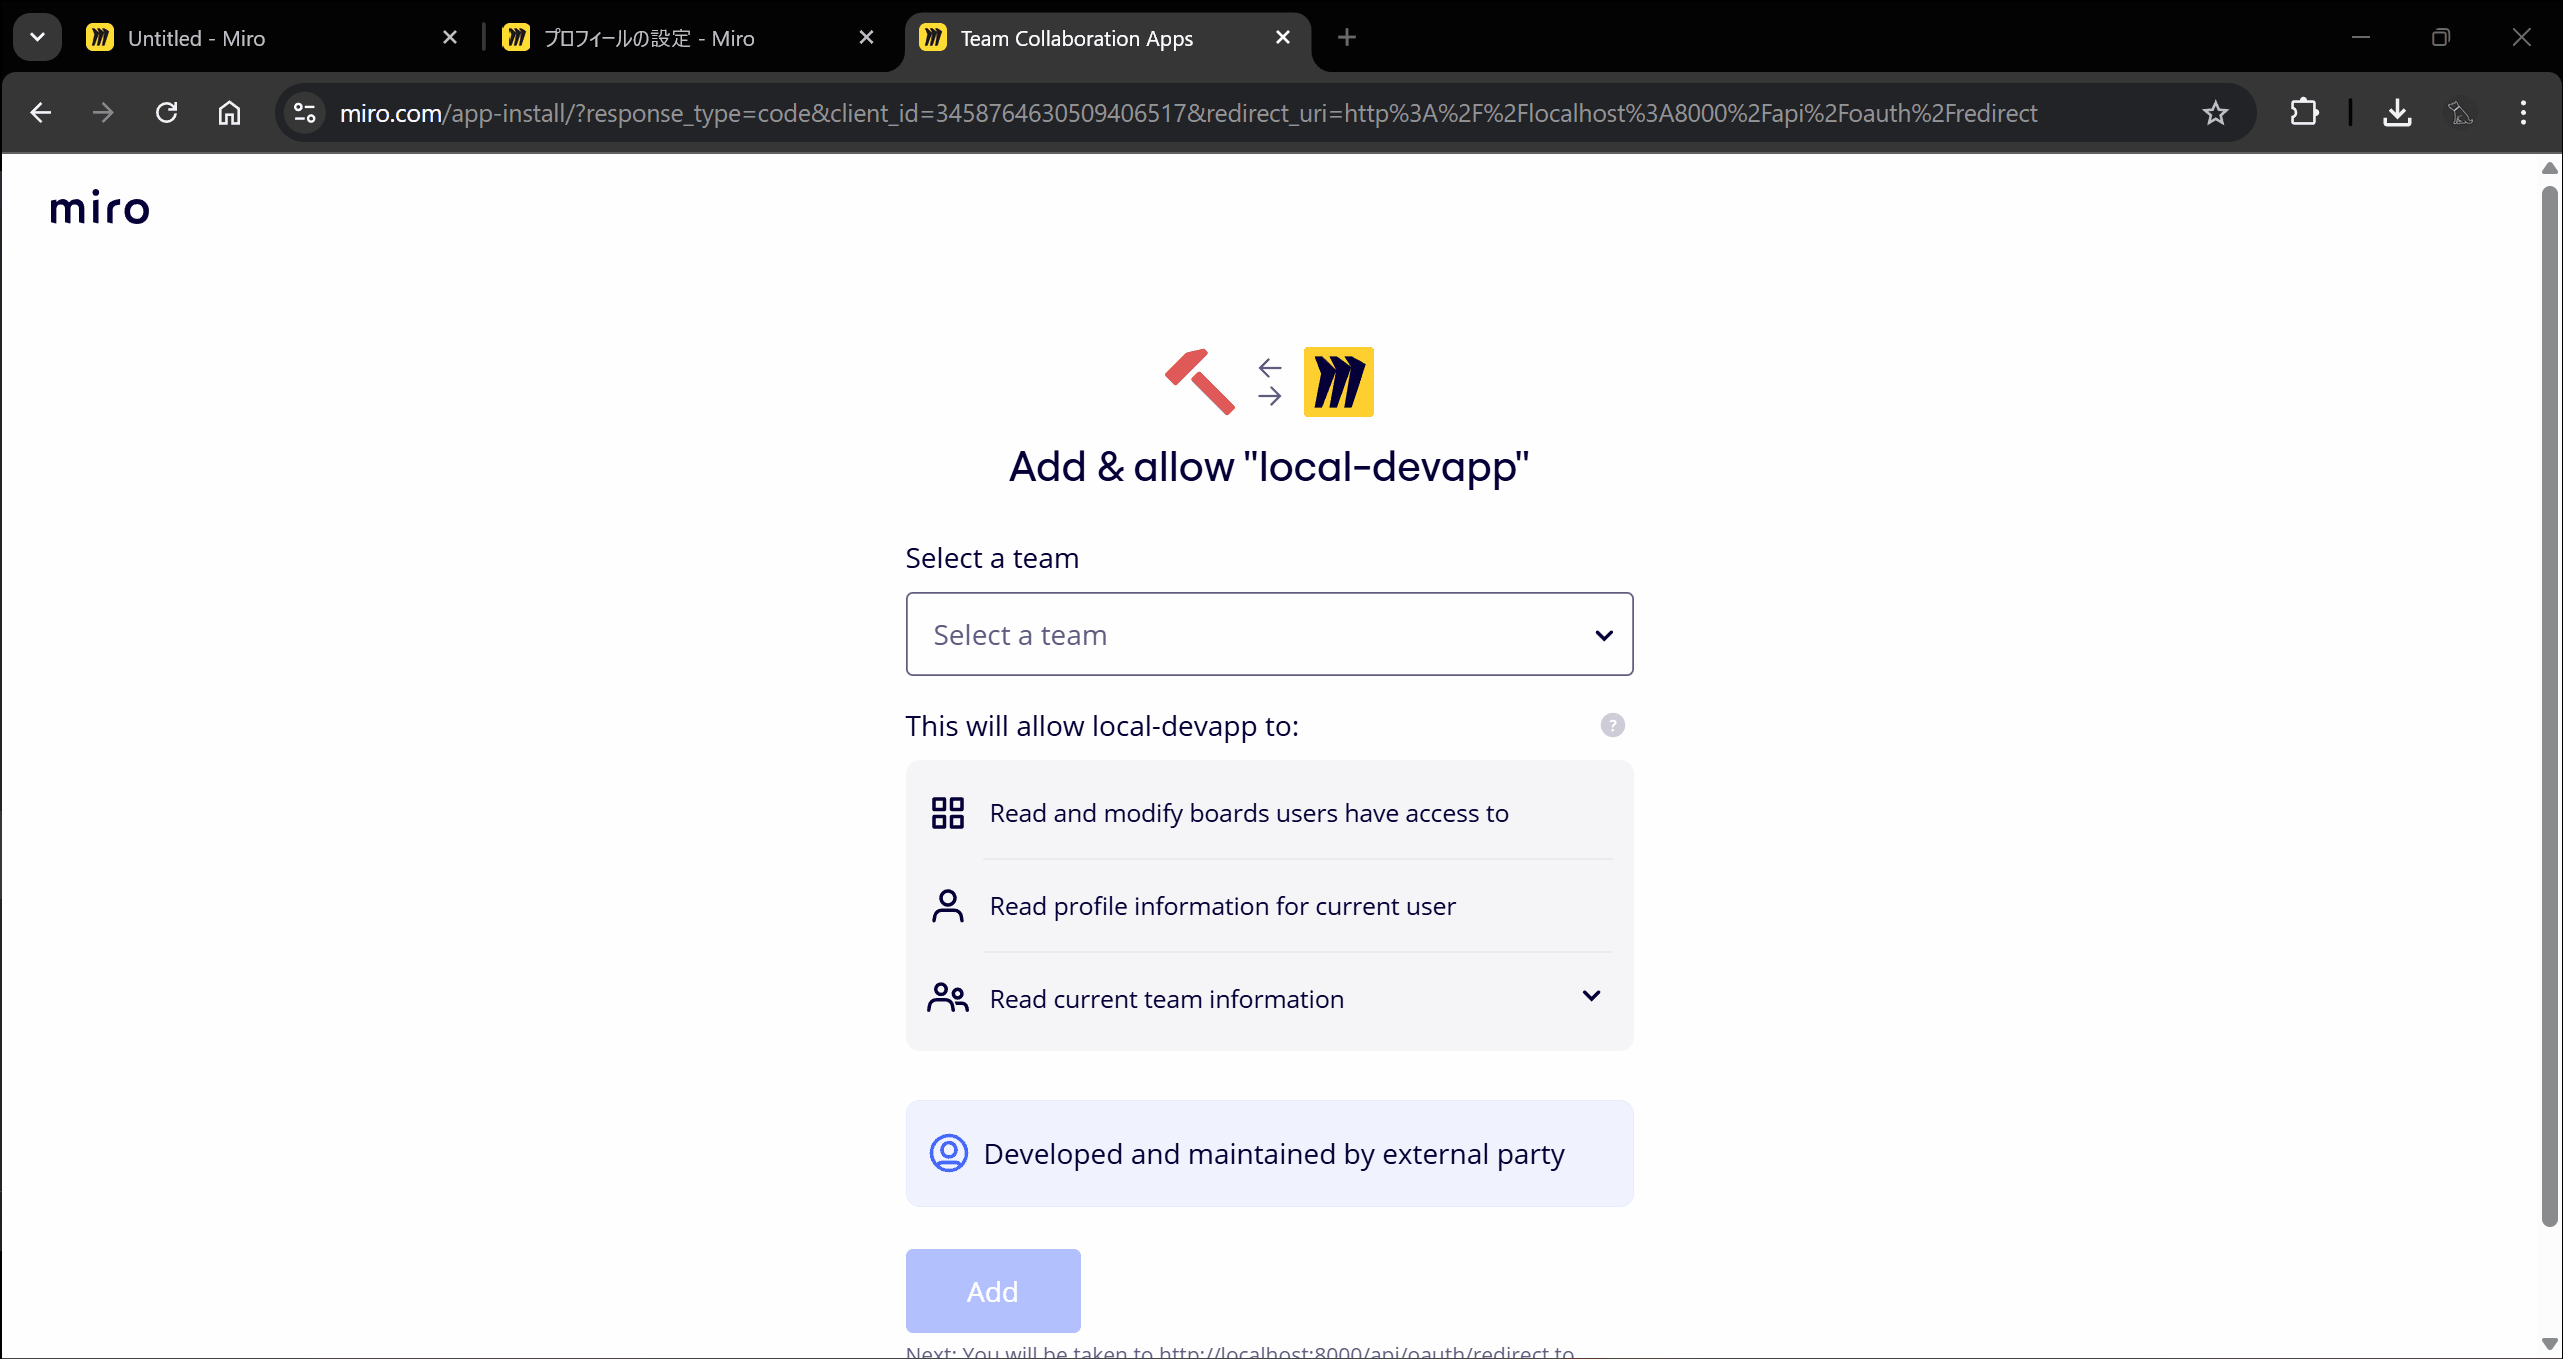 Untitled - Miro
プロフィールの設定 - Miro
Team Collaboration Apps
miro.com/app-install/?response_type=code&client_id=3458764630509406517&redirect_uri=http%3A%2F%2Flocalhost%3A8000%2Fapi%2Foauth%2Fredirect
miro
Add & allow "local-devapp"
Select a team
Select a team
This will allow local-devapp to:
?
Read and modify boards users have access to
Read profile information for current user
Read current team information
Developed and maintained by external party
Add
Next: You will be taken to http://localhost:8000/api/oauth/redirect to